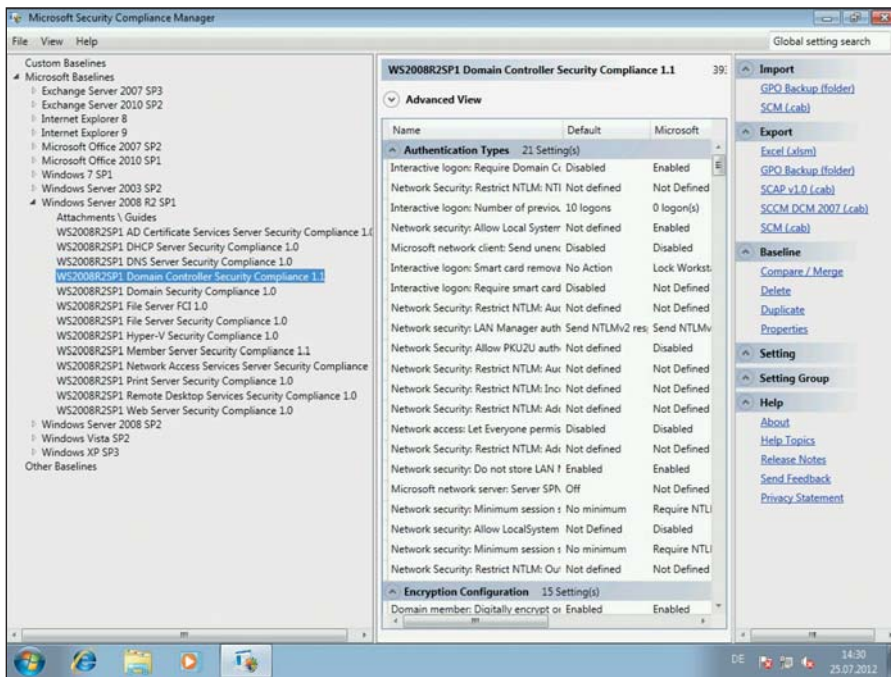 Microsoft Security Compliance Manager
File View Help
Global setting search
Custom Baselines
Microsoft Baselines
Exchange Server 2007 SP3
Exchange Server 2010 SP2
Internet Explorer 8
Internet Explorer 9
Microsoft Office 2007 SP2
Microsoft Office 2010 SP1
Windows 7 SP1
Windows Server 2003 SP2
Windows Server 2008 R2 SP1
Attachments \ Guides
WS2008R2SP1 AD Certificate Services Server Security Compliance 1.0
WS2008R2SP1 DHCP Server Security Compliance 1.0
WS2008R2SP1 DNS Server Security Compliance 1.0
WS2008R2SP1 Domain Controller Security Compliance 1.1
WS2008R2SP1 Domain Security Compliance 1.0
WS2008R2SP1 File Server FCI 1.0
WS2008R2SP1 File Server Security Compliance 1.0
WS2008R2SP1 Hyper-V Security Compliance 1.0
WS2008R2SP1 Member Server Security Compliance 1.1
WS2008R2SP1 Network Access Services Server Security Compliance
WS2008R2SP1 Print Server Security Compliance 1.0
WS2008R2SP1 Remote Desktop Services Security Compliance 1.0
WS2008R2SP1 Web Server Security Compliance 1.0
Windows Server 2008 SP2
Windows Vista SP2
Windows XP SP3
Other Baselines
WS2008R2SP1 Domain Controller Security Compliance 1.1 393
Advanced View
Name Default Microsoft
Authentication Types 21 Setting(s)
Interactive logon: Require Domain Cc Disabled Enabled
Network Security: Restrict NTLM: NTI Not defined Not Defined
Interactive logon: Number of previou 10 logons 0 logon(s)
Network security: Allow Local System Not defined Enabled
Microsoft network client: Send unenc Disabled Disabled
Interactive logon: Smart card remova No Action Lock Workst
Interactive logon: Require smart card Disabled Not Defined
Network Security: Restrict NTLM: Auc Not defined Not Defined
Network security: LAN Manager auth Send NTLMv2 res Send NTLMv
Network Security: Allow PKU2U auth Not defined Disabled
Network Security: Restrict NTLM: Auc Not defined Not Defined
Network Security: Restrict NTLM: Inc Not defined Not Defined
Network Security: Restrict NTLM: Adc Not defined Not Defined
Network access: Let Everyone permis Disabled Disabled
Network Security: Restrict NTLM: Adc Not defined Not Defined
Network security: Do not store LAN M Enabled Enabled
Microsoft network server: Server SPN Off Not Defined
Network security: Minimum session s No minimum Require NTL
Network security: Allow LocalSystem Not Defined Disabled
Network security: Minimum session s No minimum Require NTL
Network Security: Restrict NTLM: Ou Not defined Not Defined
Encryption Configuration 15 Setting(s)
Domain member: Digitally encrypt or Enabled Enabled
Import
GPO Backup (folder)
SCM (.cab)
Export
Excel (.xlsm)
GPO Backup (folder)
SCAP v1.0 (.cab)
SCCM DCM 2007 (.cab)
SCM (.cab)
Baseline
Compare / Merge
Delete
Duplicate
Properties
Setting
Setting Group
Help
About
Help Topics
Release Notes
Send Feedback
Privacy Statement
DE
14:30
25.07.2012